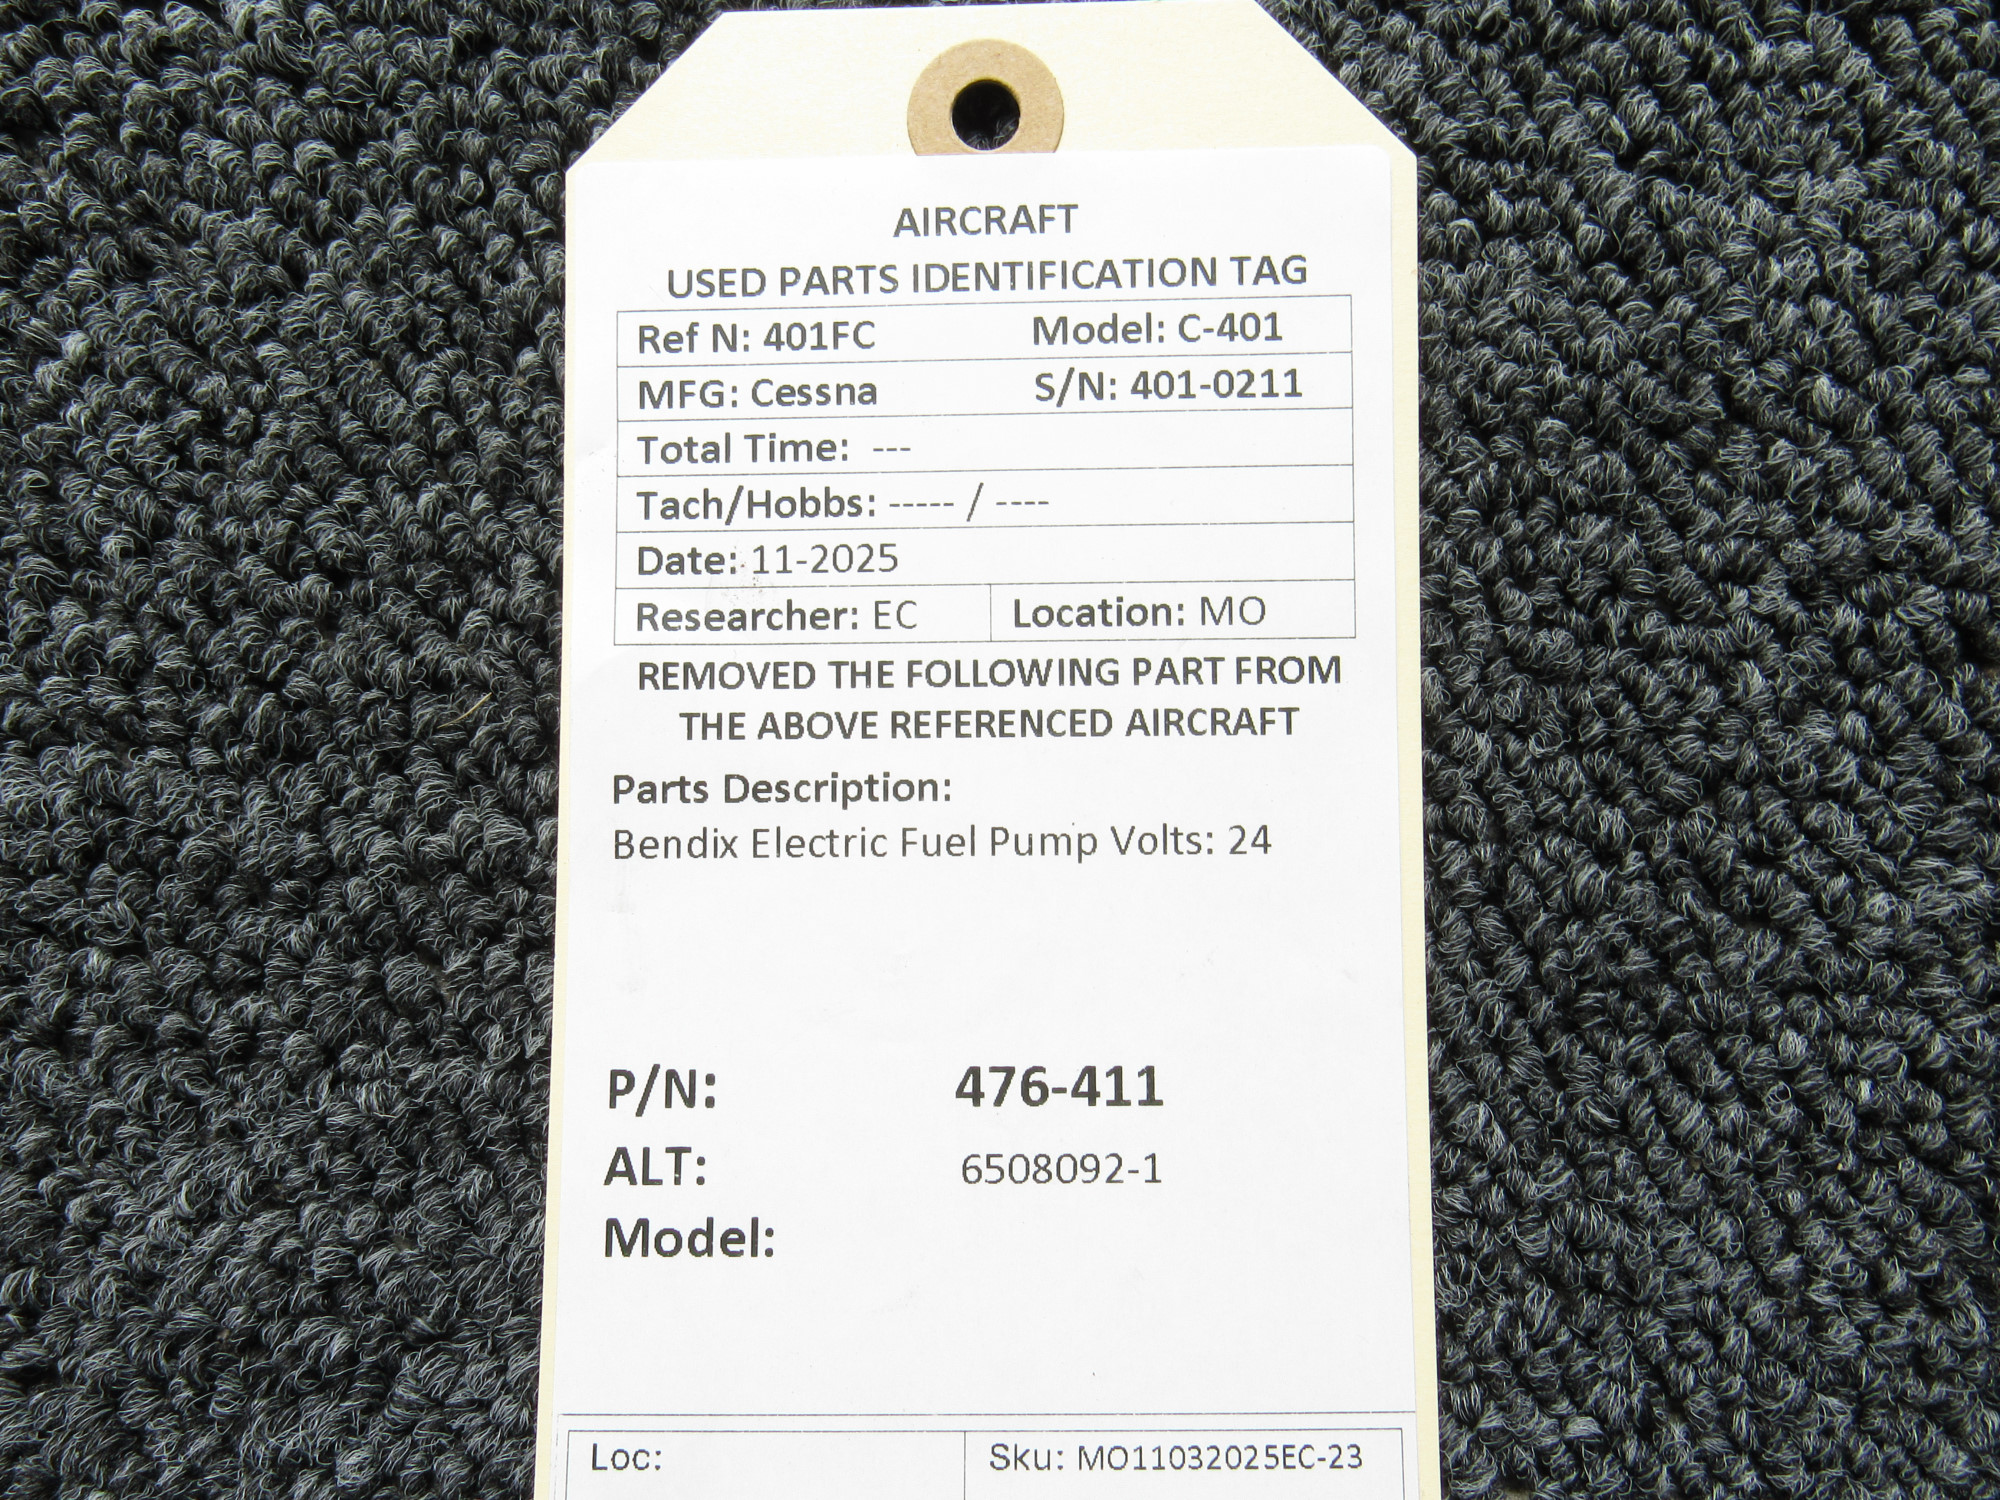 AIRCRAFT
USED PARTS IDENTIFICATION TAG
Ref N: 401FC Model: C-401
MFG: Cessna S/N: 401-0211
Total Time: ---
Tach/Hobbs: ----- / ----
Date: 11-2025
Researcher: EC Location: MO
REMOVED THE FOLLOWING PART FROM
THE ABOVE REFERENCED AIRCRAFT
Parts Description:
Bendix Electric Fuel Pump Volts: 24
P/N: 476-411
ALT: 6508092-1
Model:
Loc: Sku: MO11032025EC-23